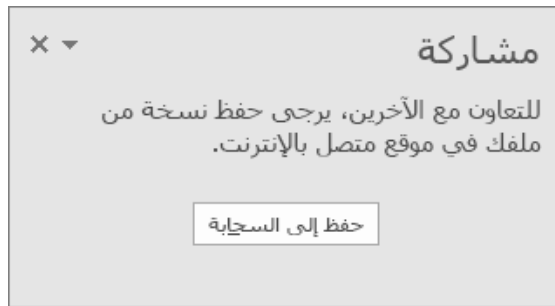 مشاركة
للتعاون مع الآخرين، يرجى حفظ نسخة من
ملفك في موقع متصل بالإنترنت.
حفظ إلى السحابة